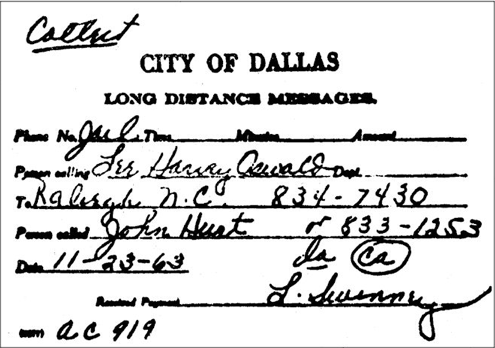 Collect
CITY OF DALLAS
LONG DISTANCE MESSAGES.
Phone No. Jail Time Minutes Amount
Person calling Lee Harvey Oswald Dept.
To Raleigh N.C. 834-7430
Person called John Hurt or 833-1253
Date 11-23-63 da CA
Received Payment L. Swinney
AC 919